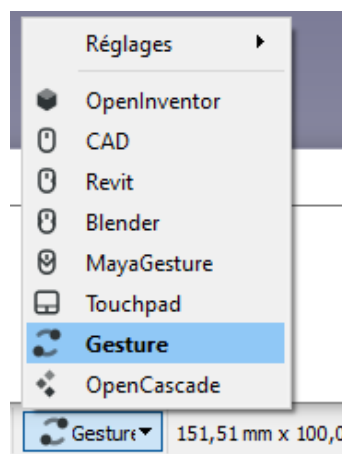 Réglages
OpenInventor
CAD
Revit
Blender
MayaGesture
Touchpad
Gesture
OpenCascade
Gesture 151,51 mm x 100,0